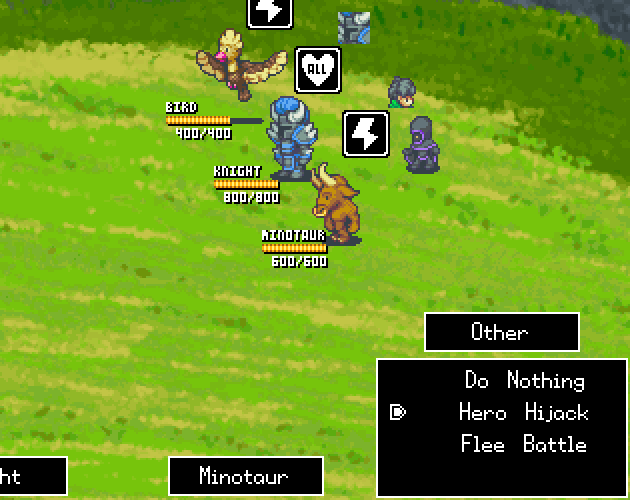 ALL
BIRD
400/400
KNIGHT
800/800
MINOTAUR
600/600
Other
Do Nothing
Hero Hijack
Flee Battle
ht
Minotaur